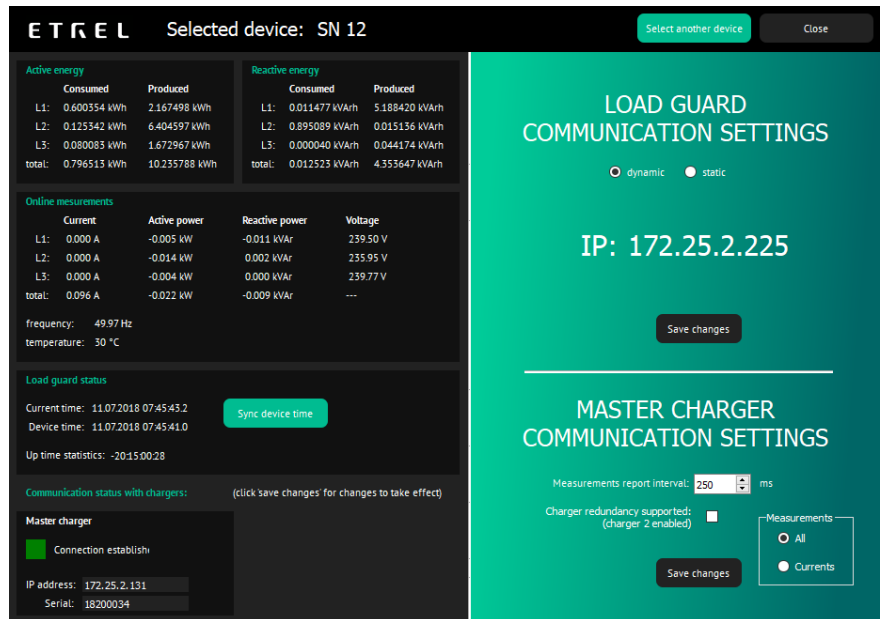 ETREL Selected device: SN 12
Select another device
Close
Active energy
Consumed Produced
L1: 0.600354 kWh 2.167498 kWh
L2: 0.125342 kWh 6.404597 kWh
L3: 0.080083 kWh 1.672967 kWh
total: 0.796513 kWh 10.235788 kWh
Reactive energy
Consumed Produced
L1: 0.011477 kVArh 5.188420 kVArh
L2: 0.895089 kVArh 0.015136 kVArh
L3: 0.000040 kVArh 0.044174 kVArh
total: 0.012523 kVArh 4.353647 kVArh
Online mesurements
Current Active power Reactive power Voltage
L1: 0.000 A -0.005 kW -0.011 kVAr 239.50 V
L2: 0.000 A -0.014 kW 0.002 kVAr 235.95 V
L3: 0.000 A -0.004 kW 0.000 kVAr 239.77 V
total: 0.096 A -0.022 kW -0.009 kVAr ---
frequency: 49.97 Hz
temperature: 30 °C
Load guard status
Current time: 11.07.2018 07:45:43.2
Device time: 11.07.2018 07:45:41.0
Sync device time
Up time statistics: -20:15:00:28
Communication status with chargers: (click 'save changes' for changes to take effect)
Master charger
Connection establishe
IP address: 172.25.2.131
Serial: 18200034
LOAD GUARD
COMMUNICATION SETTINGS
dynamic static
IP: 172.25.2.225
Save changes
MASTER CHARGER
COMMUNICATION SETTINGS
Measurements report interval: 250 ms
Charger redundancy supported:
(charger 2 enabled)
Measurements
All
Currents
Save changes